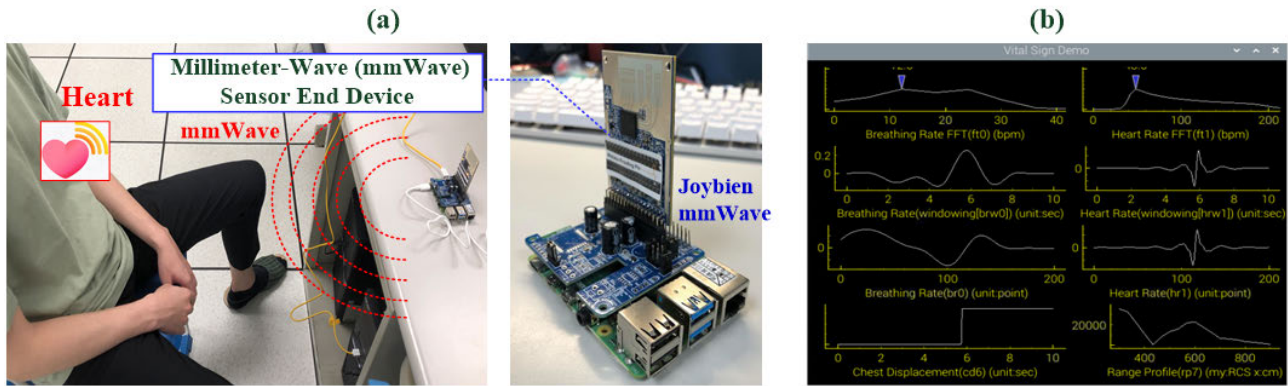 (a)
(b)
Millimeter-Wave (mmWave)
Sensor End Device
Heart
mmWave
Joybien
mmWave
Vital Sign Demo
0 10 20 30 40
Breathing Rate FFT(ft0) (bpm)
0 100 200
Heart Rate FFT(ft1) (bpm)
0.2
0
0 2 4 6 8 10
Breathing Rate(windowing[brw0]) (unit:sec)
0
0 2 4 6 8 10
Heart Rate(windowing[hrw1]) (unit:sec
0
0 100 200
Breathing Rate(br0) (unit:point)
0
0 100 200
Heart Rate(hr1) (unit:point)
0 2 4 6 8 10
Chest Displacement(cd6) (unit:sec)
20000
400 600 800
Range Profile(rp7) (my:RCS x:cm)